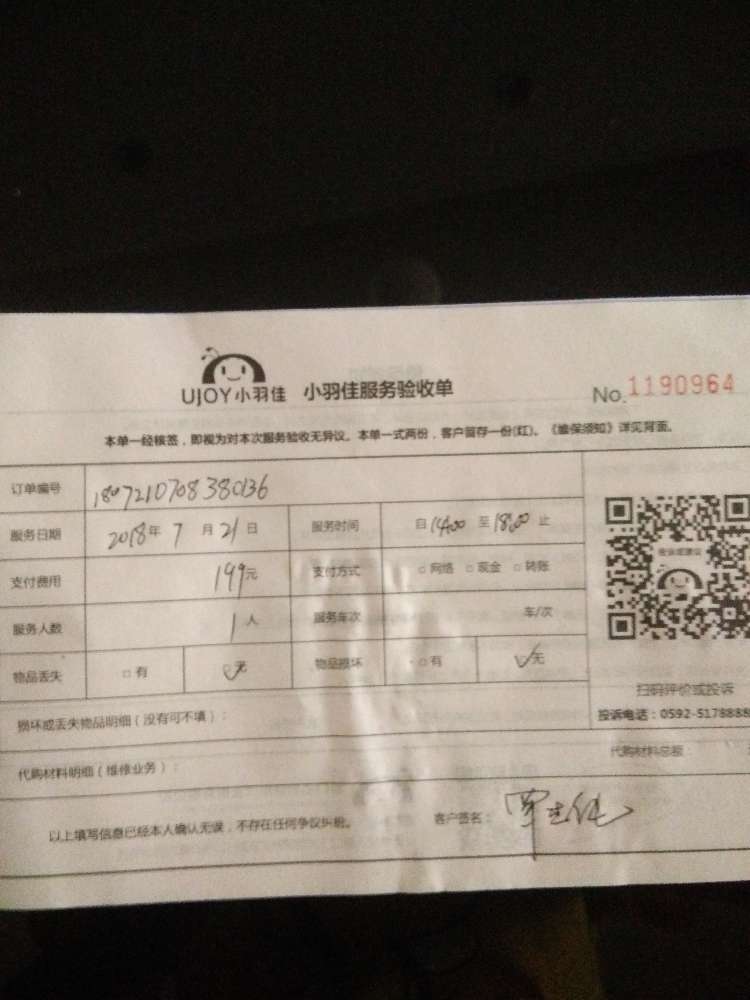 UJOY小羽佳 小羽佳服务验收单 No.1190964
本单一经核签，即视为对本次服务验收无异议。本单一式两份，客户留存一份(红)。《维保须知》详见背面。
订单编号 180721070838036
服务日期 2018年 7 月 21 日 服务时间 自 14:00 至 18:00 止
支付费用 199元 支付方式 □ 网络 □ 现金 □ 转账
服务人数 1 人 服务车次 车/次
物品丢失 □ 有 ✓无 物品损坏 □ 有 ✓无
投诉或建议
扫码评价或投诉
投诉电话：0592-5178888
损坏或丢失物品明细（没有可不填）：
代购材料明细（维修业务）： 代购材料总额：
以上填写信息已经本人确认无误，不存在任何争议纠纷。 客户签名：